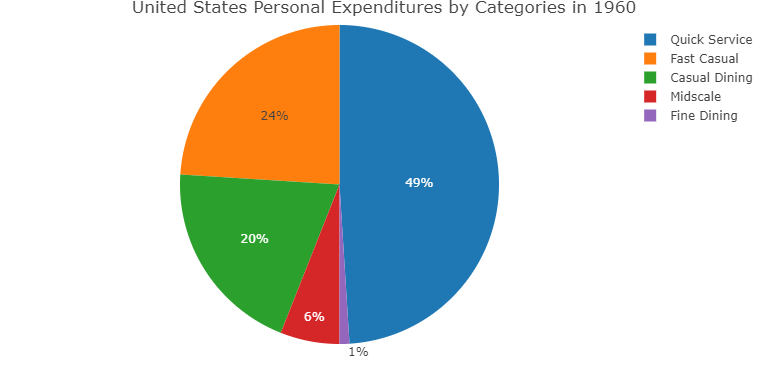 United States Personal Expenditures by Categories in 1960
Quick Service
Fast Casual
Casual Dining
Midscale
Fine Dining
24%
49%
20%
6%
1%